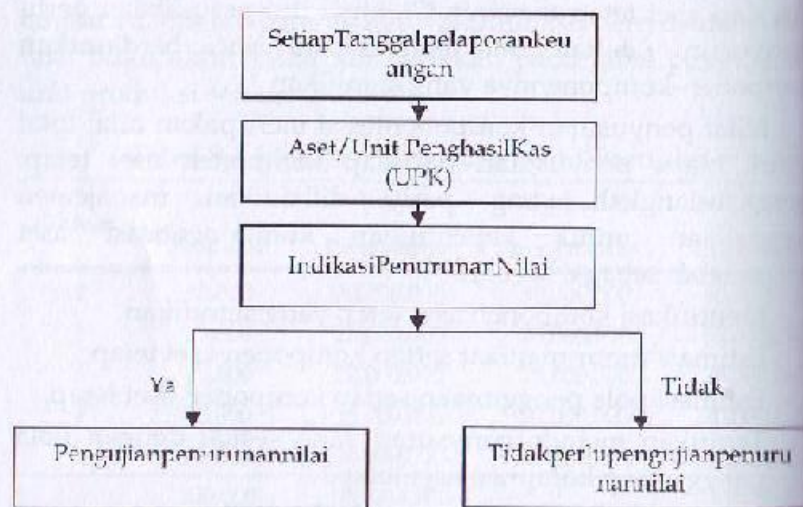 SetiapTanggalpelaporankeu
angan
Aset/Unit PenghasilKas
(UPK)
IndikasiPenurunanNilai
Ya
Tidak
Pengujianpenurunannilai
Tidakperlupengujianpenuru
nannilai